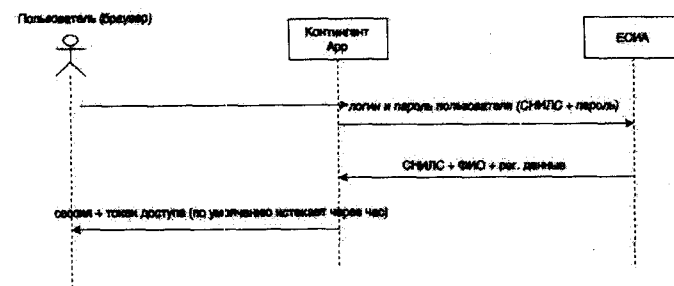 Пользователь (браузер)
Контингент
App
ЕСИА
логин и пароль пользователя (СНИЛС + пароль)
СНИЛС + ФИО + рег. данные
сессия + токен доступа (по умолчанию истекает через час)